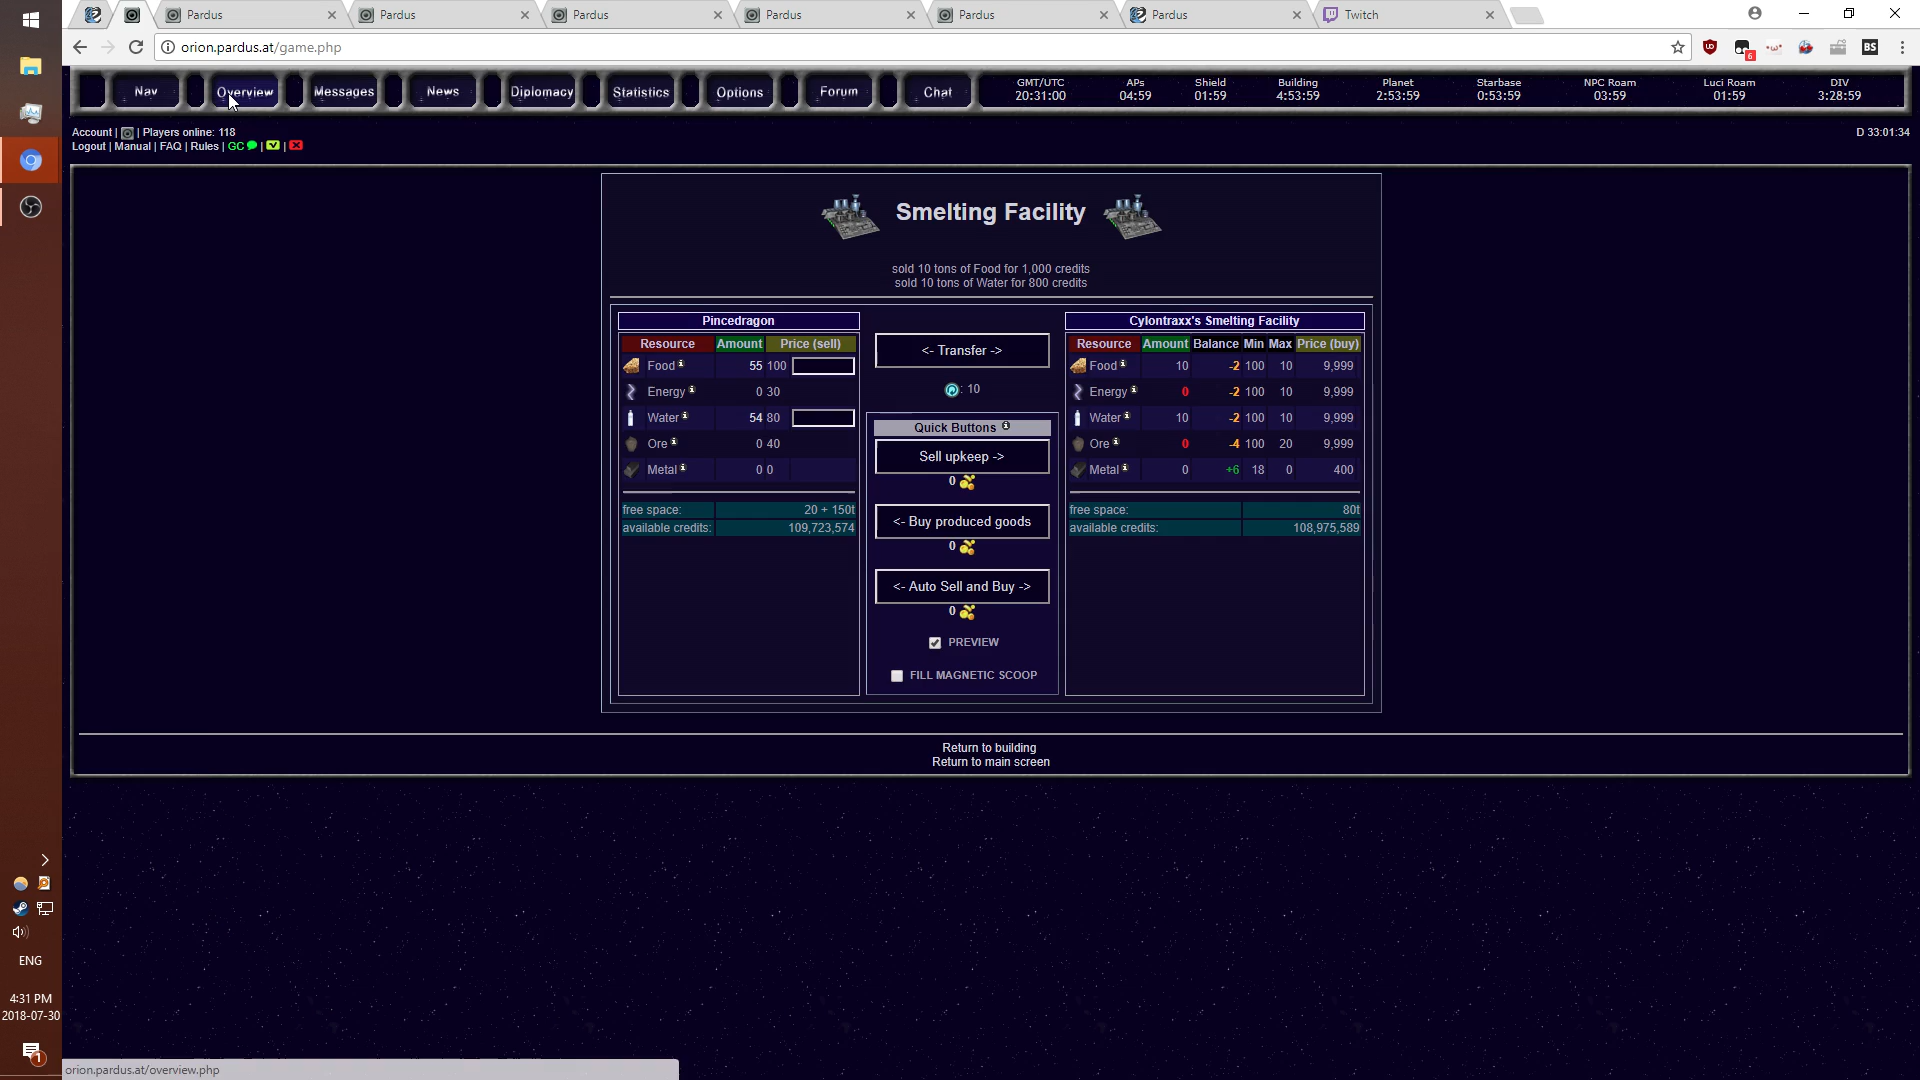 Pardus
Pardus
Pardus
Pardus
Pardus
Pardus
Twitch
orion.pardus.at/game.php
6
BS
Nav
Overview
Messages
News
Diplomacy
Statistics
Options
Forum
Chat
GMT/UTC APs Shield Building Planet Starbase NPC Roam Luci Roam DIV
20:31:00 04:59 01:59 4:53:59 2:53:59 0:53:59 03:59 01:59 3:28:59
Account | | Players online: 118
D 33:01:34
Logout | Manual | FAQ | Rules | GC | |
Smelting Facility
sold 10 tons of Food for 1,000 credits
sold 10 tons of Water for 800 credits
Pincedragon
Resource Amount Price (sell)
Food 55 100
Energy 0 30
Water 54 80
Ore 0 40
Metal 0 0
free space: 20 + 150t
available credits: 109,723,574
<- Transfer ->
: 10
Quick Buttons
Sell upkeep ->
0
<- Buy produced goods
0
<- Auto Sell and Buy ->
0
PREVIEW
FILL MAGNETIC SCOOP
Cylontraxx's Smelting Facility
Resource Amount Balance Min Max Price (buy)
Food 10 -2 100 10 9,999
Energy 0 -2 100 10 9,999
Water 10 -2 100 10 9,999
Ore 0 -4 100 20 9,999
Metal 0 +6 18 0 400
free space: 80t
available credits: 108,975,589
Return to building
Return to main screen
ENG
4:31 PM
2018-07-30
1
orion.pardus.at/overview.php